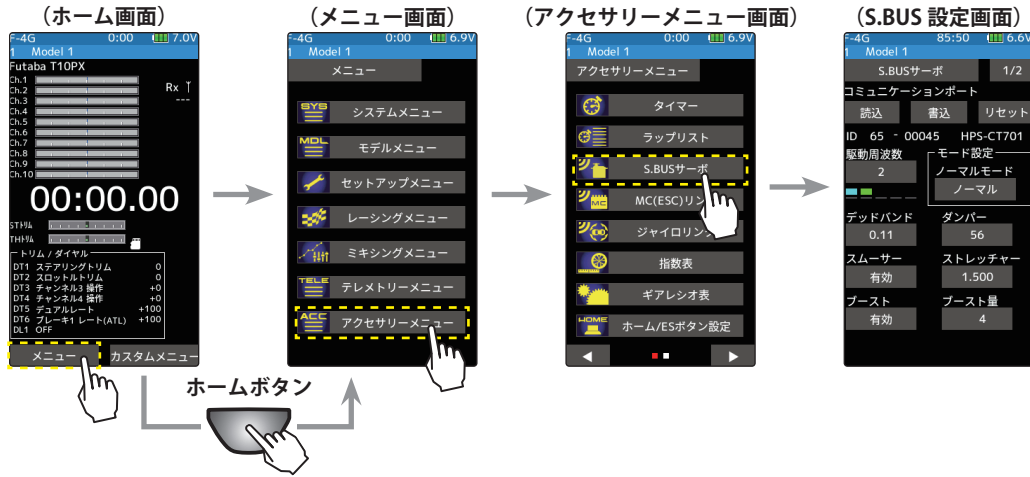 （ホーム画面）
F-4G 0:00 7.0V
1 Model 1
Futaba T10PX
Ch.1
Ch.2
Ch.3
Ch.4
Ch.5
Ch.6
Ch.7
Ch.8
Ch.9
Ch.10
Rx
---
00:00.00
STﾄﾘﾑ
THﾄﾘﾑ
トリム / ダイヤル
DT1 ステアリングトリム 0
DT2 スロットルトリム 0
DT3 チャンネル3 操作 +0
DT4 チャンネル4 操作 +0
DT5 デュアルレート +100
DT6 ブレーキ1 レート(ATL) +100
DL1 OFF
メニュー カスタムメニュー
ホームボタン
（メニュー画面）
F-4G 0:00 6.9V
1 Model 1
メニュー
SYS システムメニュー
MDL モデルメニュー
セットアップメニュー
レーシングメニュー
ミキシングメニュー
TELE テレメトリーメニュー
ACC アクセサリーメニュー
（アクセサリーメニュー画面）
F-4G 0:00 6.9V
1 Model 1
アクセサリーメニュー
タイマー
ラップリスト
S.BUSサーボ
MC MC(ESC)リン
ジャイロリンク
指数表
ギアレシオ表
HOME ホーム/ESボタン設定
（S.BUS 設定画面）
F-4G 85:50 6.6V
1 Model 1
S.BUSサーボ 1/2
コミュニケーションポート
読込 書込 リセット
ID 65 - 00045 HPS-CT701
駆動周波数
2
モード設定
ノーマルモード
ノーマル
デッドバンド ダンパー
0.11 56
スムーサー ストレッチャー
有効 1.500
ブースト ブースト量
有効 4